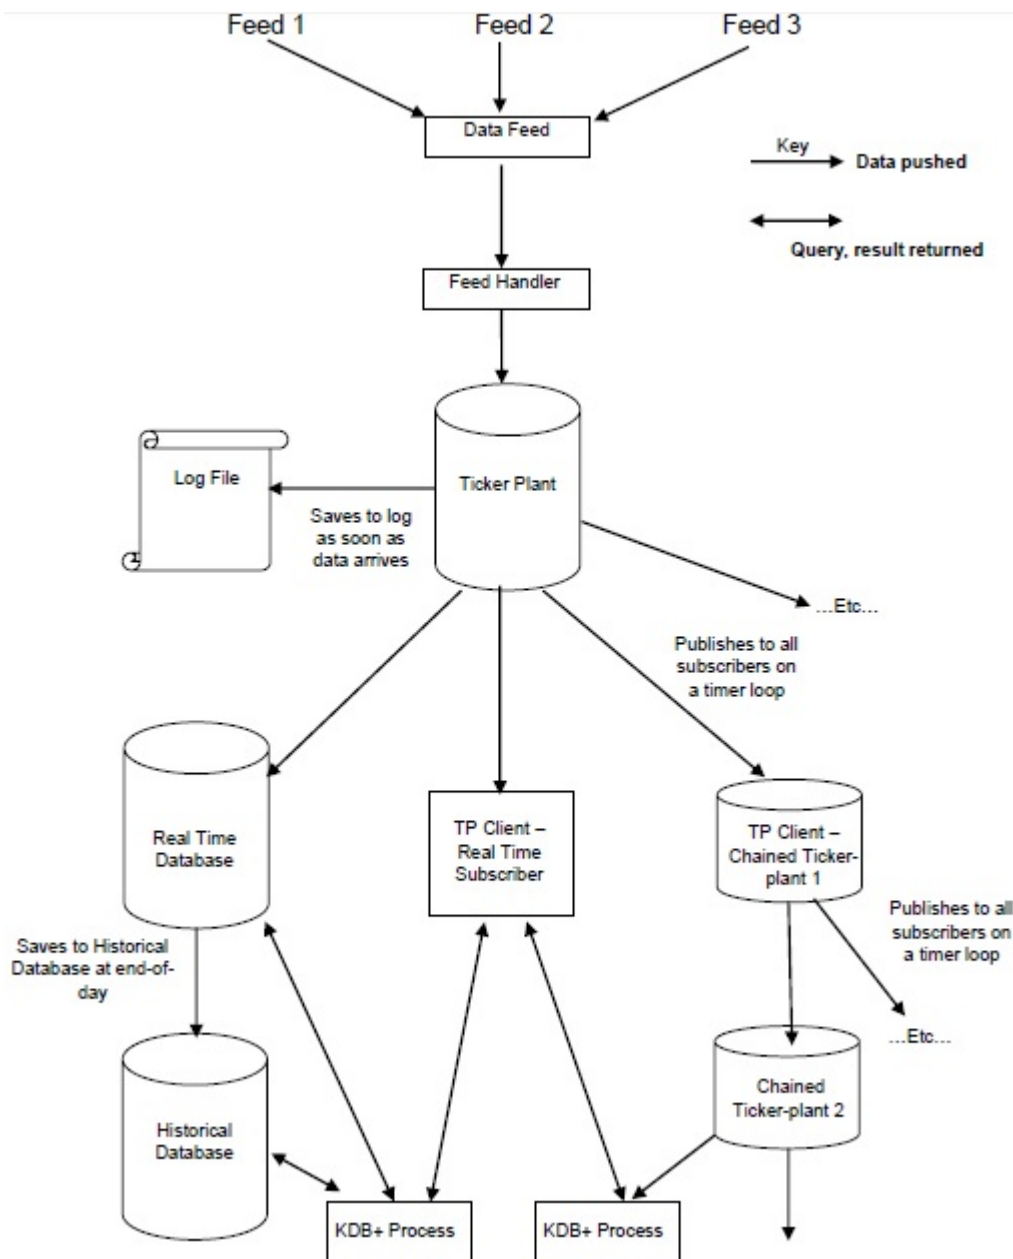 Feed 1
Feed 2
Feed 3
Data Feed
Key
Data pushed
Query, result returned
Feed Handler
Ticker Plant
Log File
Saves to log
as soon as
data arrives
...Etc...
Publishes to all
subscribers on
a timer loop
Real Time
Database
TP Client –
Real Time
Subscriber
TP Client –
Chained Ticker-
plant 1
Publishes to all
subscribers on
a timer loop
Saves to Historical
Database at end-of-
day
...Etc...
Historical
Database
Chained
Ticker-plant 2
KDB+ Process
KDB+ Process